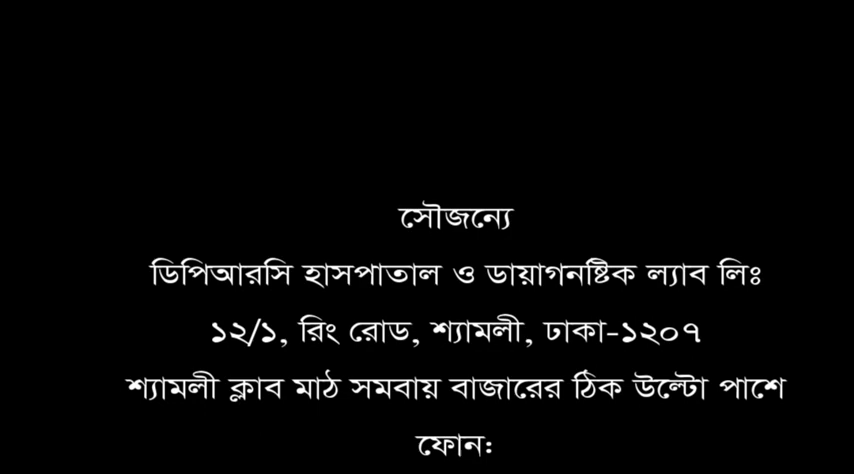 সৌজন্যে
ডিপিআরসি হাসপাতাল ও ডায়াগনষ্টিক ল্যাব লিঃ
১২/১, রিং রোড, শ্যামলী, ঢাকা-১২০৭
শ্যামলী ক্লাব মাঠ সমবায় বাজারের ঠিক উল্টো পাশে
ফোন: